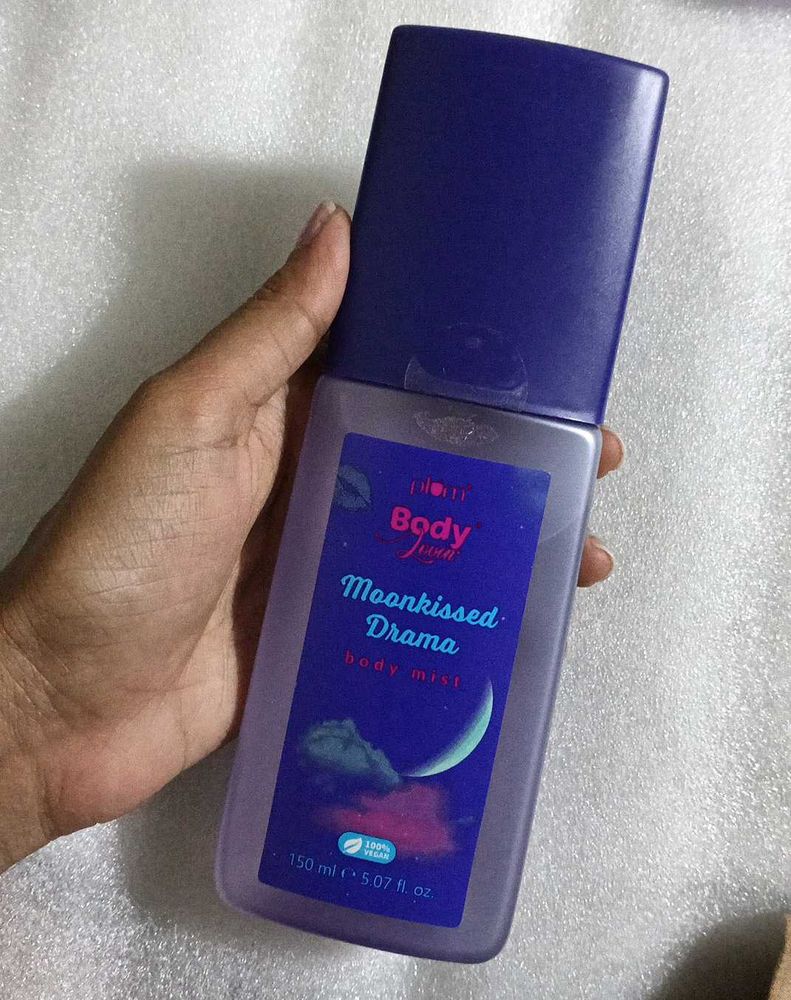 plum
Body
Lovin'
Moonkissed
Drama
body mist
100%
VEGAN
150 ml e 5.07 fl. oz.